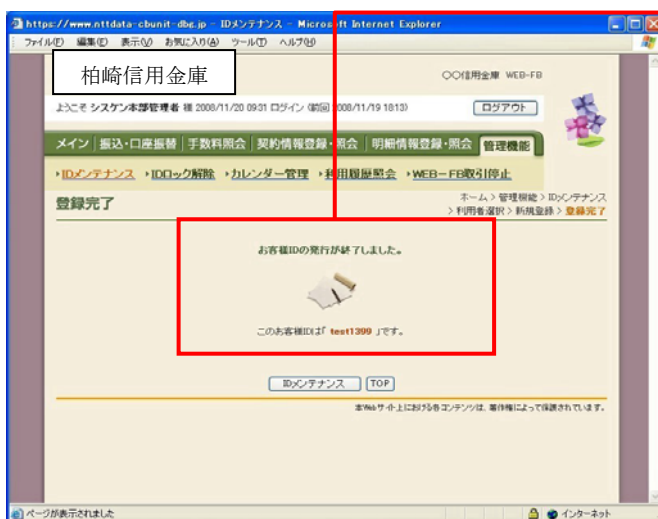 https://www.nttdata-cbunit-dbg.jp - IDメンテナンス - Microsoft Internet Explorer
ファイル(F) 編集(E) 表示(V) お気に入り(A) ツール(T) ヘルプ(H)
柏崎信用金庫
〇〇信用金庫 WEB-FB
ようこそ システケン本部管理者 様 2008/11/20 0931 ログイン (前回 2008/11/19 1813)
ログアウト
メイン 振込・口座振替 手数料照会 契約情報登録・照会 明細情報登録・照会 管理機能
IDメンテナンス IDロック解除 カレンダー管理 利用履歴照会 WEB-FB取引停止
登録完了
ホーム > 管理機能 > IDメンテナンス
> 利用者選択 > 新規登録 > 登録完了
お客様IDの発行が終了しました。
このお客様IDは「 test1399 」です。
IDメンテナンス TOP
本Webサイト上における各コンテンツは、著作権によって保護されています。
ページが表示されました インターネット